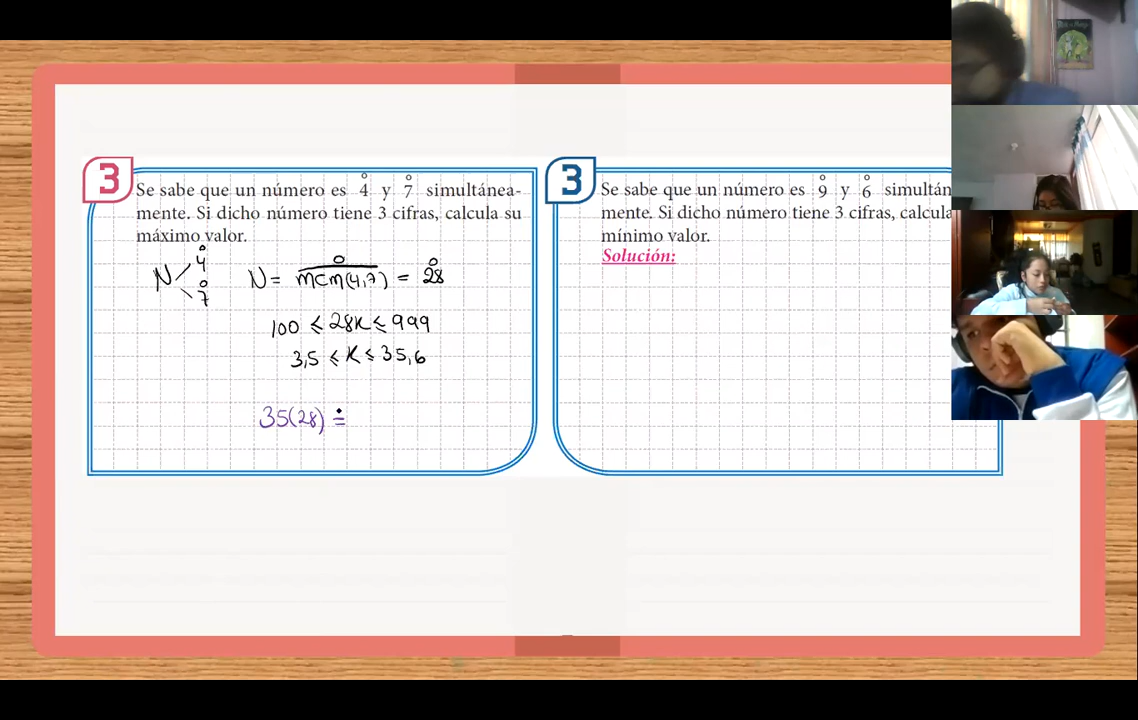 3
Se sabe que un número es 4° y 7° simultánea-
mente. Si dicho número tiene 3 cifras, calcula su
máximo valor.
N 4° 7°
N = MCM(4,7)° = 28°
100 ≤ 28K ≤ 999
3,5 ≤ K ≤ 35,6
35(28) =
3
Se sabe que un número es 9° y 6° simultán
mente. Si dicho número tiene 3 cifras, calcula
mínimo valor.
Solución: